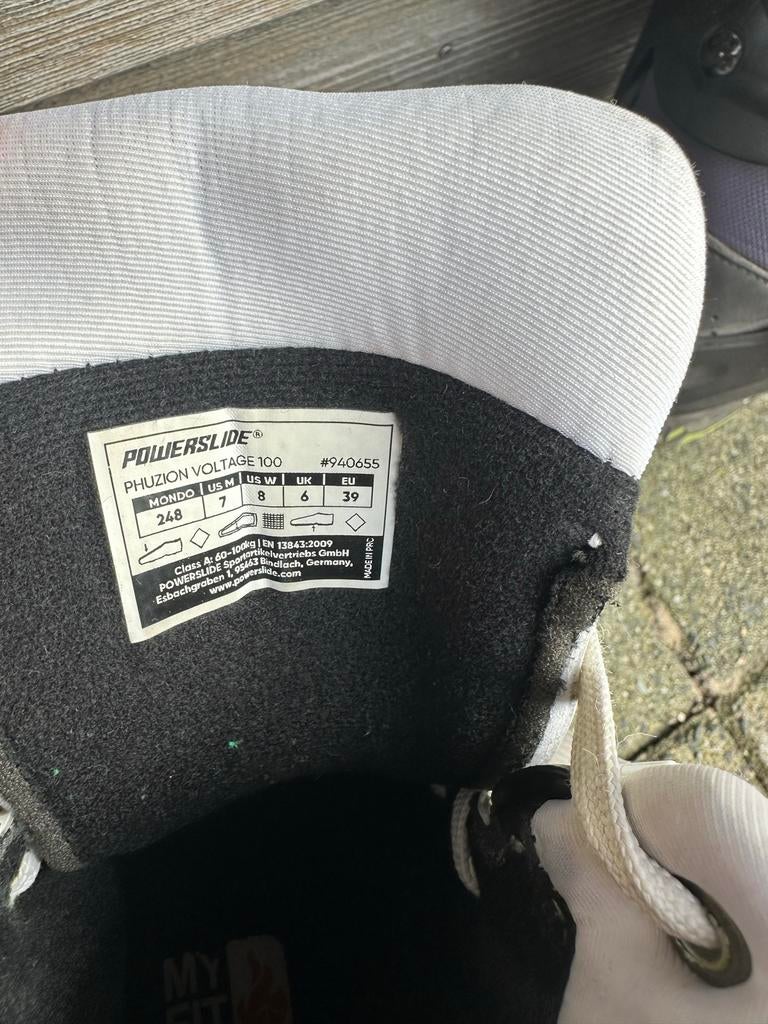 POWERSLIDE®
PHUZION VOLTAGE 100 #940655
MONDO US M US W UK EU
248 7 8 6 39
Class A: 60-100kg | EN 13843:2009
POWERSLIDE Sportartikelvertriebs GmbH
Esbachgraben 1, 95463 Bindlach, Germany,
www.powerslide.com
MADE IN PRC
MY
FIT